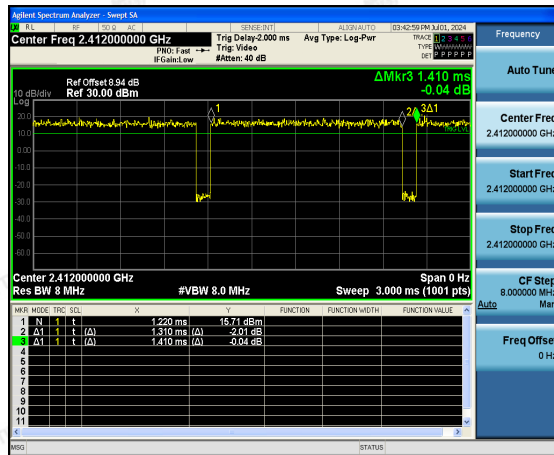 Agilent Spectrum Analyzer - Swept SA
RL RF 50 Ω AC SENSE:INT ALIGN AUTO 03:42:59 PM Jul 01, 2024
Center Freq 2.412000000 GHz Trig Delay-2.000 ms Avg Type: Log-Pwr TRACE 1 2 3 4 5 6
PNO: Fast Trig: Video TYPE WWWWWW
IFGain:Low #Atten: 40 dB DET P P P P P P
Frequency
ΔMkr3 1.410 ms
-0.04 dB
Ref Offset 8.94 dB
10 dB/div Ref 30.00 dBm
Log
20.0
10.0
0.00
-10.0
-20.0
-30.0
-40.0
-50.0
-60.0
1
3Δ1
TRIG LVL
Center 2.412000000 GHz Span 0 Hz
Res BW 8 MHz #VBW 8.0 MHz Sweep 3.000 ms (1001 pts)
MKR MODE TRC SCL X Y FUNCTION FUNCTION WIDTH FUNCTION VALUE
1 N 1 t 1.220 ms 15.71 dBm
2 Δ1 1 t (Δ) 1.310 ms (Δ) -2.01 dB
3 Δ1 1 t (Δ) 1.410 ms (Δ) -0.04 dB
4
5
6
7
8
9
10
11
MSG STATUS
Auto Tune
Center Freq
2.412000000 GHz
Start Freq
2.412000000 GHz
Stop Freq
2.412000000 GHz
CF Step
8.000000 MHz
Auto Man
Freq Offset
0 Hz